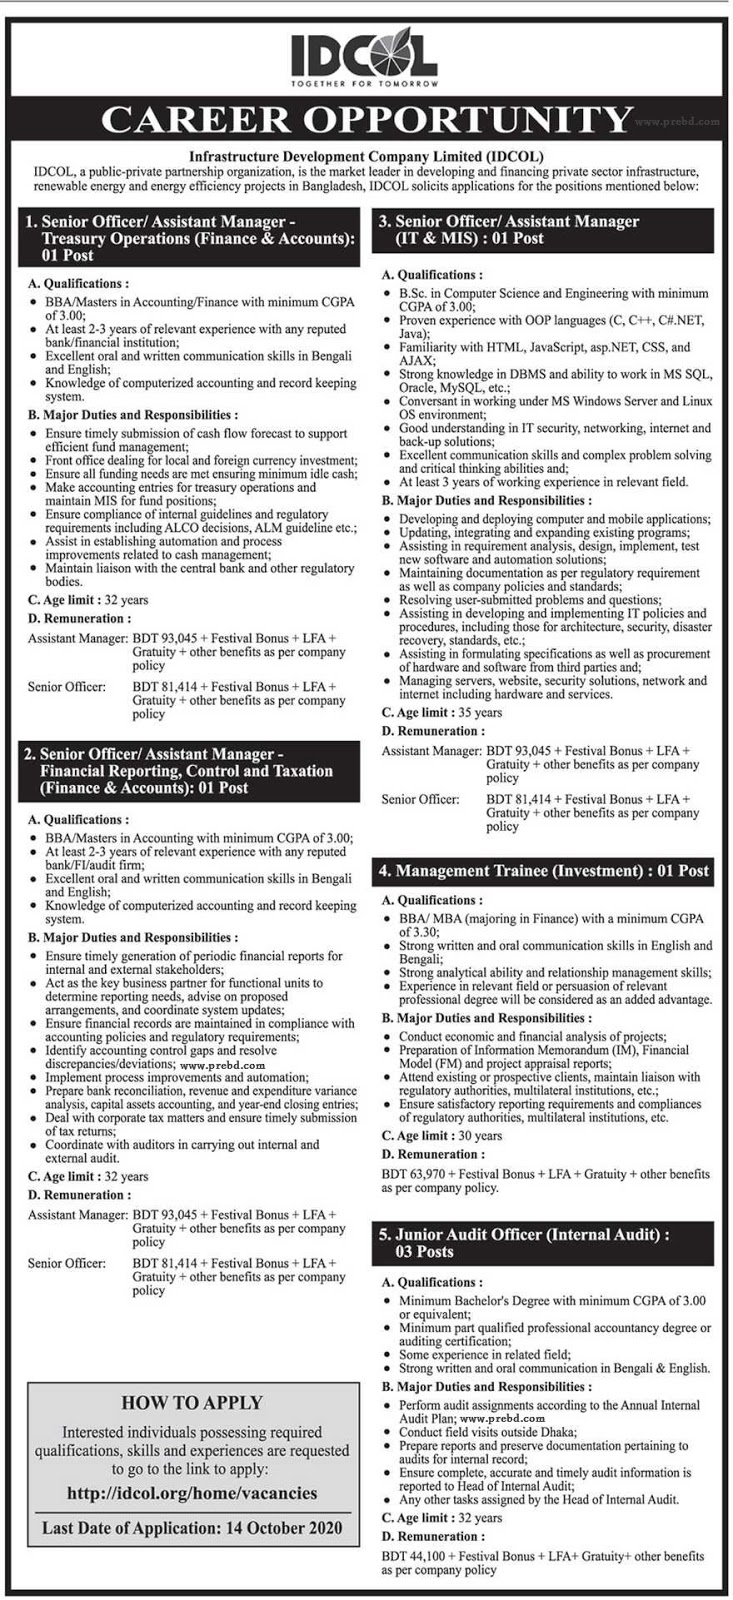 IDCOL
TOGETHER FOR TOMORROW
CAREER OPPORTUNITY
www.prebd.com
Infrastructure Development Company Limited (IDCOL)
IDCOL, a public-private partnership organization, is the market leader in developing and financing private sector infrastructure,
renewable energy and energy efficiency projects in Bangladesh, IDCOL solicits applications for the positions mentioned below:
1. Senior Officer/ Assistant Manager -
Treasury Operations (Finance & Accounts):
01 Post
A. Qualifications :
● BBA/Masters in Accounting/Finance with minimum CGPA
of 3.00;
● At least 2-3 years of relevant experience with any reputed
bank/financial institution;
● Excellent oral and written communication skills in Bengali
and English;
● Knowledge of computerized accounting and record keeping
system.
B. Major Duties and Responsibilities :
● Ensure timely submission of cash flow forecast to support
efficient fund management;
● Front office dealing for local and foreign currency investment;
● Ensure all funding needs are met ensuring minimum idle cash;
● Make accounting entries for treasury operations and
maintain MIS for fund positions;
● Ensure compliance of internal guidelines and regulatory
requirements including ALCO decisions, ALM guideline etc.;
● Assist in establishing automation and process
improvements related to cash management;
● Maintain liaison with the central bank and other regulatory
bodies.
C. Age limit : 32 years
D. Remuneration :
Assistant Manager: BDT 93,045 + Festival Bonus + LFA +
Gratuity + other benefits as per company
policy
Senior Officer: BDT 81,414 + Festival Bonus + LFA +
Gratuity + other benefits as per company
policy
2. Senior Officer/ Assistant Manager -
Financial Reporting, Control and Taxation
(Finance & Accounts): 01 Post
A. Qualifications :
● BBA/Masters in Accounting with minimum CGPA of 3.00;
● At least 2-3 years of relevant experience with any reputed
bank/FI/audit firm;
● Excellent oral and written communication skills in Bengali
and English;
● Knowledge of computerized accounting and record keeping
system.
B. Major Duties and Responsibilities :
● Ensure timely generation of periodic financial reports for
internal and external stakeholders;
● Act as the key business partner for functional units to
determine reporting needs, advise on proposed
arrangements, and coordinate system updates;
● Ensure financial records are maintained in compliance with
accounting policies and regulatory requirements;
● Identify accounting control gaps and resolve
discrepancies/deviations; www.prebd.com
● Implement process improvements and automation;
● Prepare bank reconciliation, revenue and expenditure variance
analysis, capital assets accounting, and year-end closing entries;
● Deal with corporate tax matters and ensure timely submission
of tax returns;
● Coordinate with auditors in carrying out internal and
external audit.
C. Age limit : 32 years
D. Remuneration :
Assistant Manager: BDT 93,045 + Festival Bonus + LFA +
Gratuity + other benefits as per company
policy
Senior Officer: BDT 81,414 + Festival Bonus + LFA +
Gratuity + other benefits as per company
policy
HOW TO APPLY
Interested individuals possessing required
qualifications, skills and experiences are requested
to go to the link to apply:
http://idcol.org/home/vacancies
Last Date of Application: 14 October 2020
3. Senior Officer/ Assistant Manager
(IT & MIS) : 01 Post
A. Qualifications :
● B.Sc. in Computer Science and Engineering with minimum
CGPA of 3.00;
● Proven experience with OOP languages (C, C++, C#.NET,
Java);
● Familiarity with HTML, JavaScript, asp.NET, CSS, and
AJAX;
● Strong knowledge in DBMS and ability to work in MS SQL,
Oracle, MySQL, etc.;
● Conversant in working under MS Windows Server and Linux
OS environment;
● Good understanding in IT security, networking, internet and
back-up solutions;
● Excellent communication skills and complex problem solving
and critical thinking abilities and;
● At least 3 years of working experience in relevant field.
B. Major Duties and Responsibilities :
● Developing and deploying computer and mobile applications;
● Updating, integrating and expanding existing programs;
● Assisting in requirement analysis, design, implement, test
new software and automation solutions;
● Maintaining documentation as per regulatory requirement
as well as company policies and standards;
● Resolving user-submitted problems and questions;
● Assisting in developing and implementing IT policies and
procedures, including those for architecture, security, disaster
recovery, standards, etc.;
● Assisting in formulating specifications as well as procurement
of hardware and software from third parties and;
● Managing servers, website, security solutions, network and
internet including hardware and services.
C. Age limit : 35 years
D. Remuneration :
Assistant Manager: BDT 93,045 + Festival Bonus + LFA +
Gratuity + other benefits as per company
policy
Senior Officer: BDT 81,414 + Festival Bonus + LFA +
Gratuity + other benefits as per company
policy
4. Management Trainee (Investment) : 01 Post
A. Qualifications :
● BBA/ MBA (majoring in Finance) with a minimum CGPA
of 3.30;
● Strong written and oral communication skills in English and
Bengali;
● Strong analytical ability and relationship management skills;
● Experience in relevant field or persuasion of relevant
professional degree will be considered as an added advantage.
B. Major Duties and Responsibilities :
● Conduct economic and financial analysis of projects;
● Preparation of Information Memorandum (IM), Financial
Model (FM) and project appraisal reports;
● Attend existing or prospective clients, maintain liaison with
regulatory authorities, multilateral institutions, etc.;
● Ensure satisfactory reporting requirements and compliances
of regulatory authorities, multilateral institutions, etc.
C. Age limit : 30 years
D. Remuneration :
BDT 63,970 + Festival Bonus + LFA + Gratuity + other benefits
as per company policy.
5. Junior Audit Officer (Internal Audit) :
03 Posts
A. Qualifications :
● Minimum Bachelor's Degree with minimum CGPA of 3.00
or equivalent;
● Minimum part qualified professional accountancy degree or
auditing certification;
● Some experience in related field;
● Strong written and oral communication in Bengali & English.
B. Major Duties and Responsibilities :
● Perform audit assignments according to the Annual Internal
Audit Plan; www.prebd.com
● Conduct field visits outside Dhaka;
● Prepare reports and preserve documentation pertaining to
audits for internal record;
● Ensure complete, accurate and timely audit information is
reported to Head of Internal Audit;
● Any other tasks assigned by the Head of Internal Audit.
C. Age limit : 32 years
D. Remuneration :
BDT 44,100 + Festival Bonus + LFA+ Gratuity+ other benefits
as per company policy